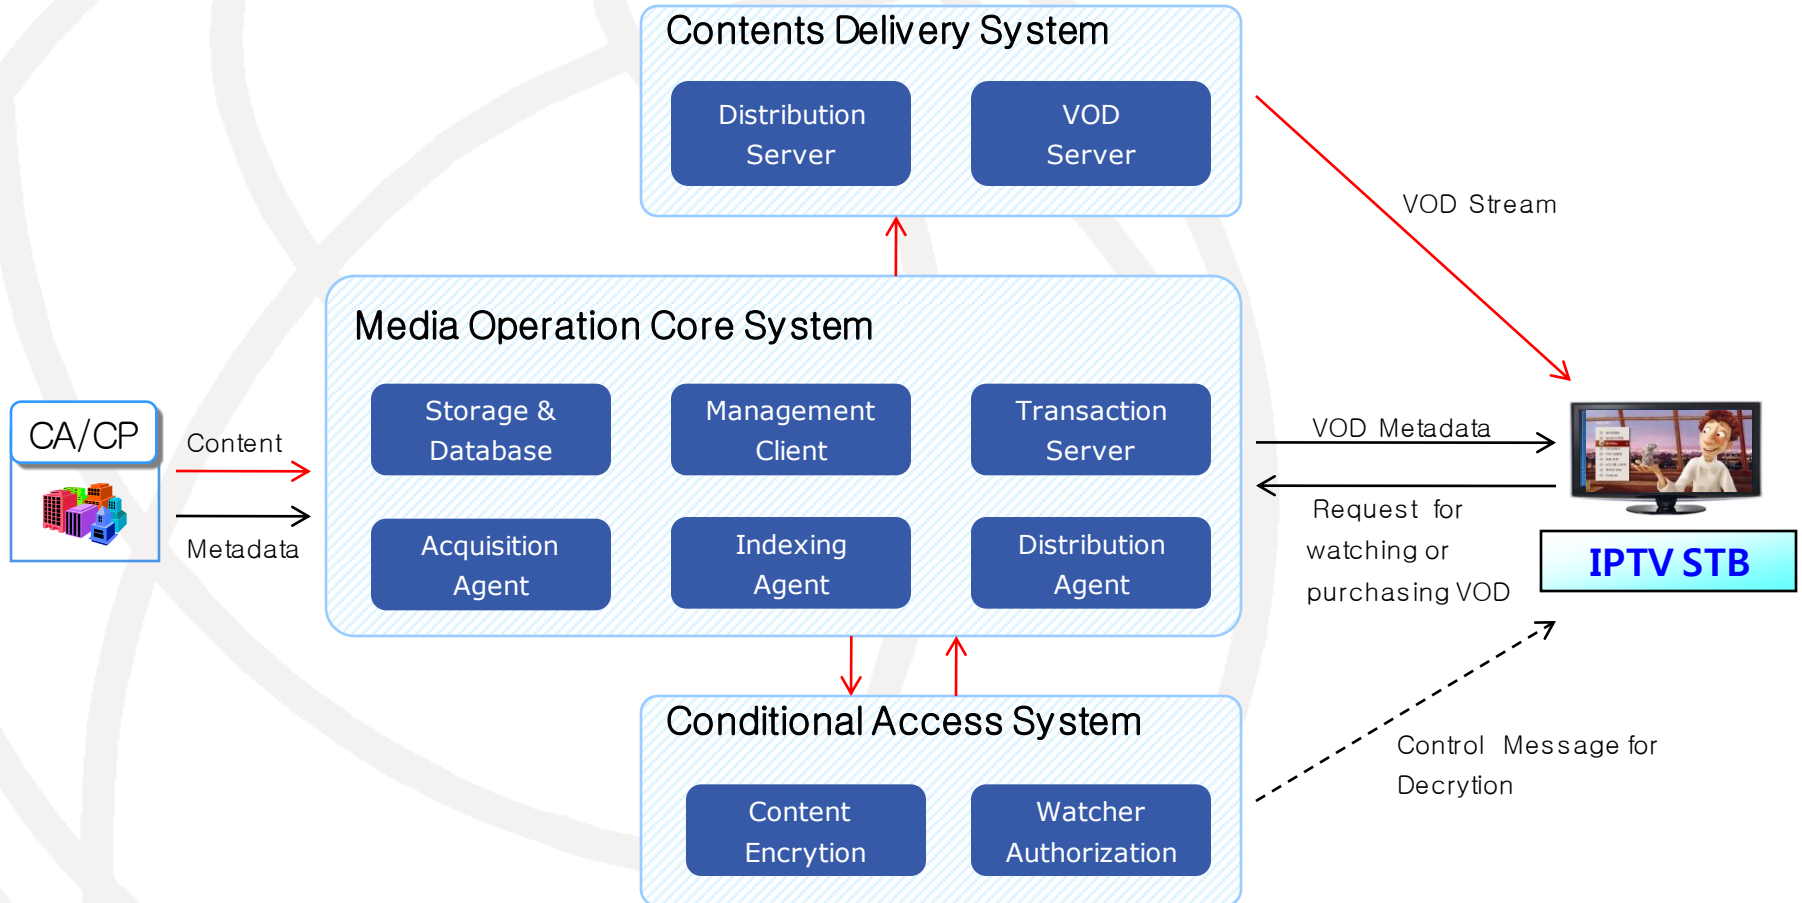 Contents Delivery System
Distribution
Server
VOD
Server
VOD Stream
Media Operation Core System
Storage &
Database
Management
Client
Transaction
Server
Acquisition
Agent
Indexing
Agent
Distribution
Agent
CA/CP
Content
Metadata
VOD Metadata
Request for
watching or
purchasing VOD
IPTV STB
Conditional Access System
Content
Encrytion
Watcher
Authorization
Control Message for
Decrytion